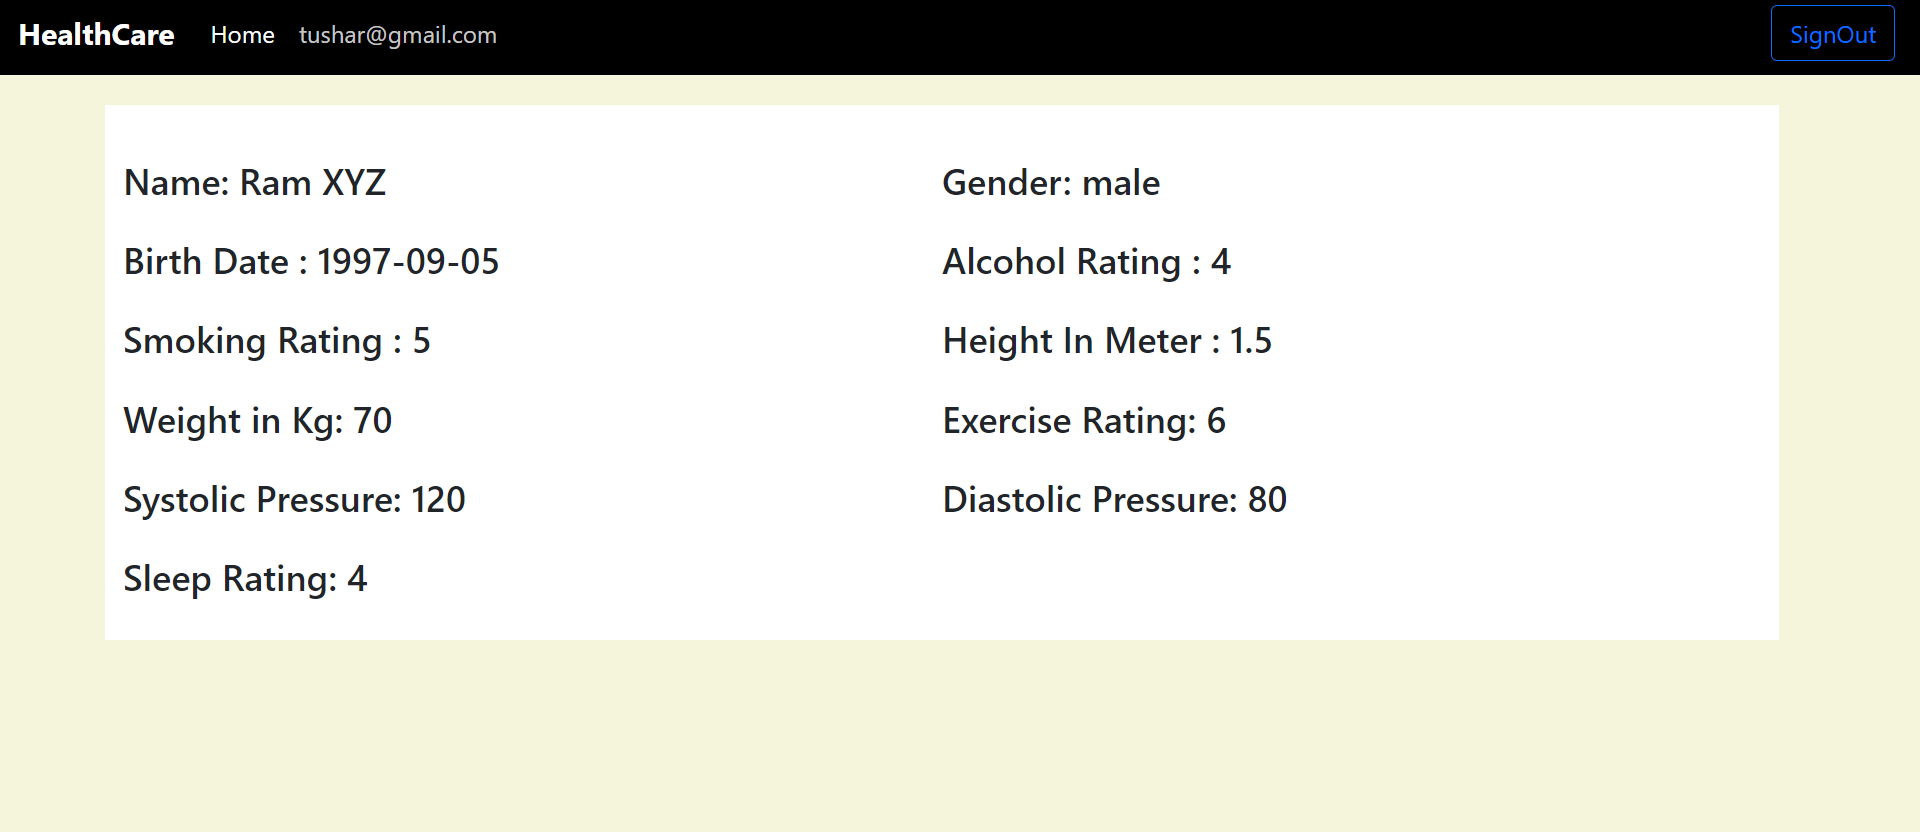 HealthCare Home tushar@gmail.com SignOut
Name: Ram XYZ Gender: male
Birth Date : 1997-09-05 Alcohol Rating : 4
Smoking Rating : 5 Height In Meter : 1.5
Weight in Kg: 70 Exercise Rating: 6
Systolic Pressure: 120 Diastolic Pressure: 80
Sleep Rating: 4